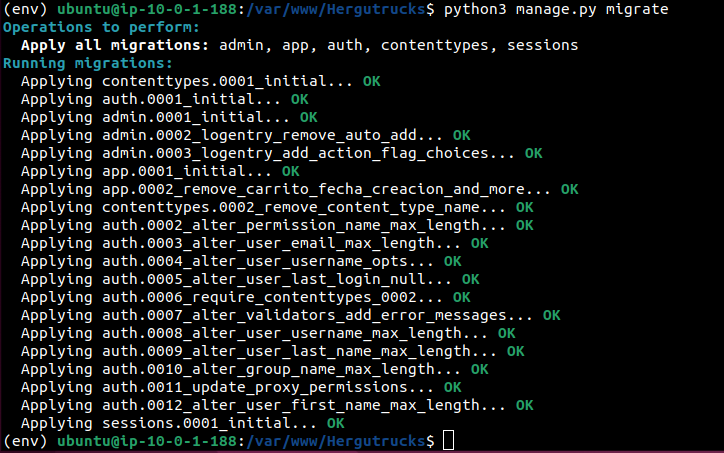 (env) ubuntu@ip-10-0-1-188:/var/www/Hergutrucks$ python3 manage.py migrate
Operations to perform:
  Apply all migrations: admin, app, auth, contenttypes, sessions
Running migrations:
  Applying contenttypes.0001_initial... OK
  Applying auth.0001_initial... OK
  Applying admin.0001_initial... OK
  Applying admin.0002_logentry_remove_auto_add... OK
  Applying admin.0003_logentry_add_action_flag_choices... OK
  Applying app.0001_initial... OK
  Applying app.0002_remove_carrito_fecha_creacion_and_more... OK
  Applying contenttypes.0002_remove_content_type_name... OK
  Applying auth.0002_alter_permission_name_max_length... OK
  Applying auth.0003_alter_user_email_max_length... OK
  Applying auth.0004_alter_user_username_opts... OK
  Applying auth.0005_alter_user_last_login_null... OK
  Applying auth.0006_require_contenttypes_0002... OK
  Applying auth.0007_alter_validators_add_error_messages... OK
  Applying auth.0008_alter_user_username_max_length... OK
  Applying auth.0009_alter_user_last_name_max_length... OK
  Applying auth.0010_alter_group_name_max_length... OK
  Applying auth.0011_update_proxy_permissions... OK
  Applying auth.0012_alter_user_first_name_max_length... OK
  Applying sessions.0001_initial... OK
(env) ubuntu@ip-10-0-1-188:/var/www/Hergutrucks$